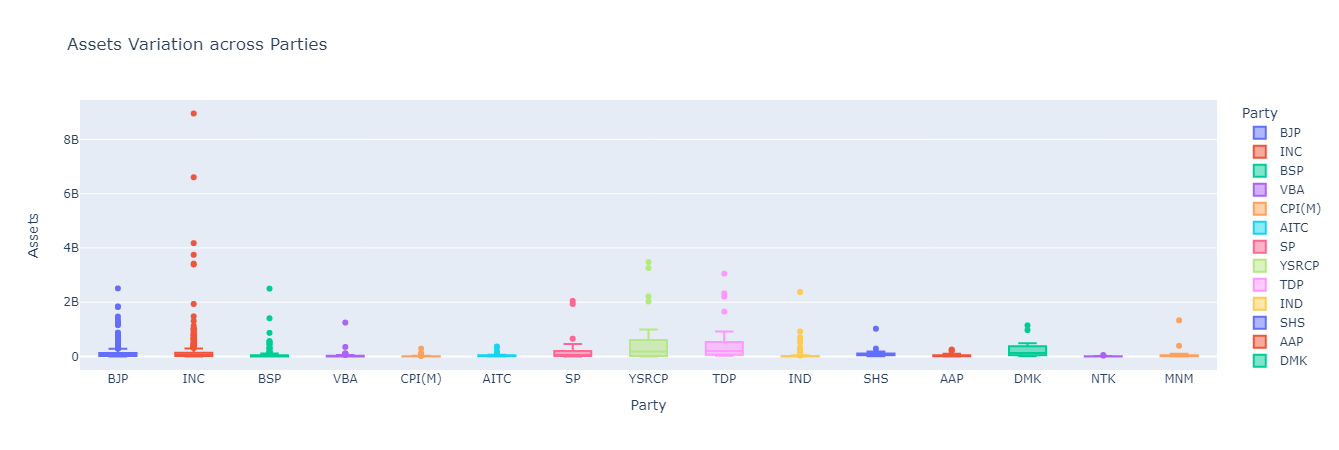 Assets Variation across Parties
8B
6B
4B
2B
0
Assets
BJP INC BSP VBA CPI(M) AITC SP YSRCP TDP IND SHS AAP DMK NTK MNM
Party
Party
BJP
INC
BSP
VBA
CPI(M)
AITC
SP
YSRCP
TDP
IND
SHS
AAP
DMK